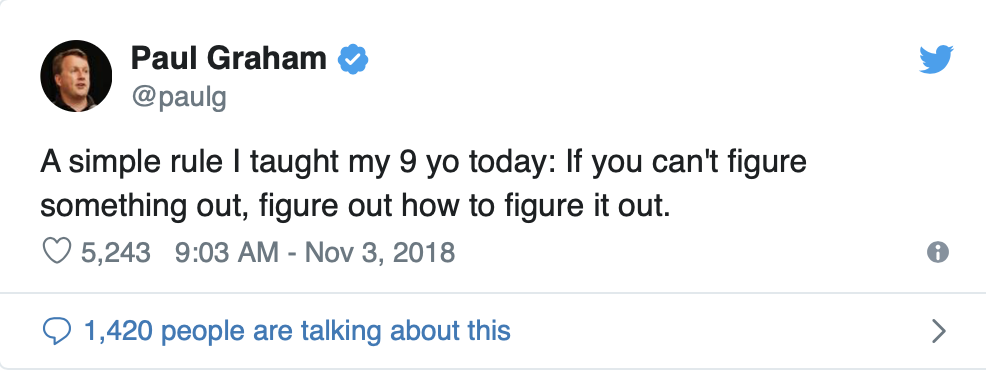 Paul Graham
@paulg
A simple rule I taught my 9 yo today: If you can't figure
something out, figure out how to figure it out.
5,243 9:03 AM - Nov 3, 2018
1,420 people are talking about this